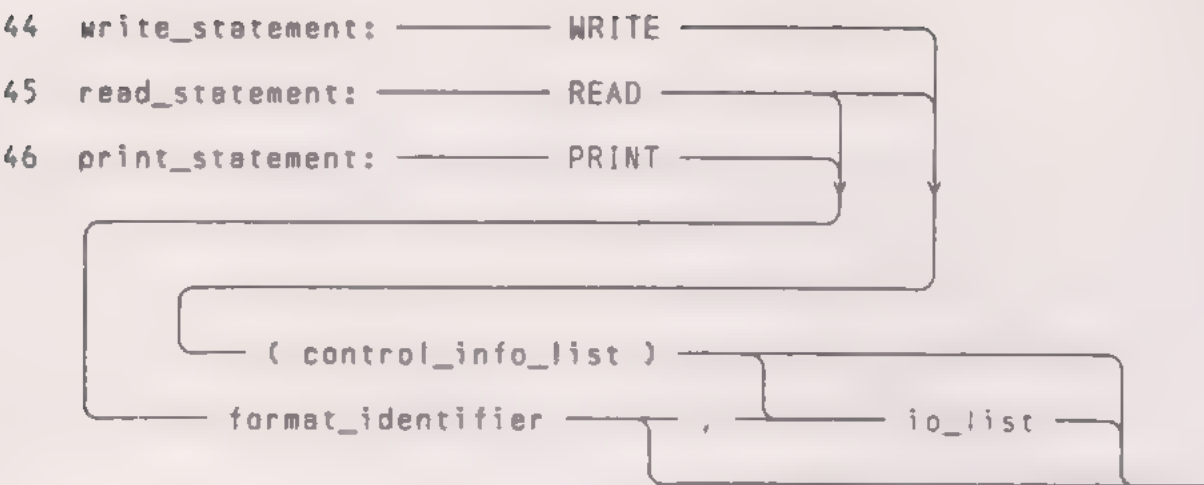 44 write_statement: WRITE
45 read_statement: READ
46 print_statement: PRINT
( control_info_list )
format_identifier , io_list